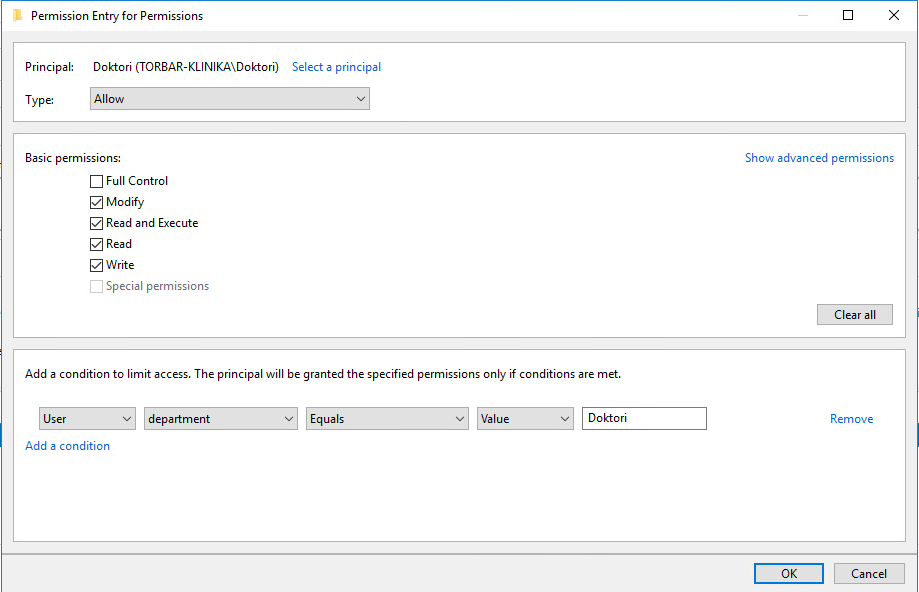 Permission Entry for Permissions
Principal: Doktori (TORBAR-KLINIKA\Doktori) Select a principal
Type: Allow
Basic permissions: Show advanced permissions
Full Control
Modify
Read and Execute
Read
Write
Special permissions
Clear all
Add a condition to limit access. The principal will be granted the specified permissions only if conditions are met.
User department Equals Value Doktori Remove
Add a condition
OK Cancel